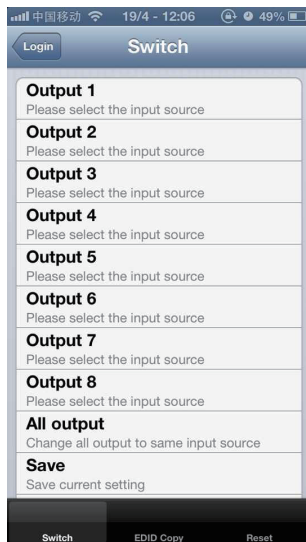 中国移动 19/4 - 12:06 49%
Login Switch
Output 1
Please select the input source
Output 2
Please select the input source
Output 3
Please select the input source
Output 4
Please select the input source
Output 5
Please select the input source
Output 6
Please select the input source
Output 7
Please select the input source
Output 8
Please select the input source
All output
Change all output to same input source
Save
Save current setting
Switch EDID Copy Reset